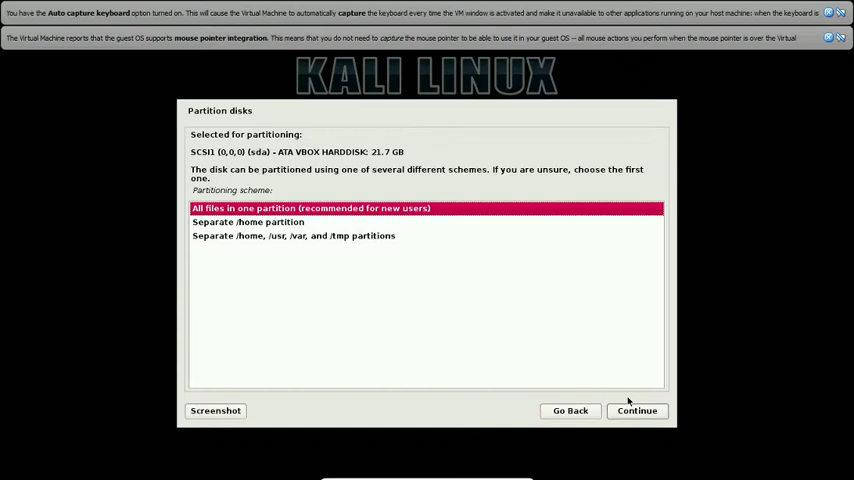 You have the Auto capture keyboard option turned on. This will cause the Virtual Machine to automatically capture the keyboard every time the VM window is activated and make it unavailable to other applications running on your host machine: when the keyboard is
The Virtual Machine reports that the guest OS supports mouse pointer integration. This means that you do not need to capture the mouse pointer to be able to use it in your guest OS -- all mouse actions you perform when the mouse pointer is over the Virtual
KALI LINUX
Partition disks
Selected for partitioning:
SCSI1 (0,0,0) (sda) - ATA VBOX HARDDISK: 21.7 GB
The disk can be partitioned using one of several different schemes. If you are unsure, choose the first
one.
Partitioning scheme:
All files in one partition (recommended for new users)
Separate /home partition
Separate /home, /usr, /var, and /tmp partitions
Screenshot
Go Back
Continue